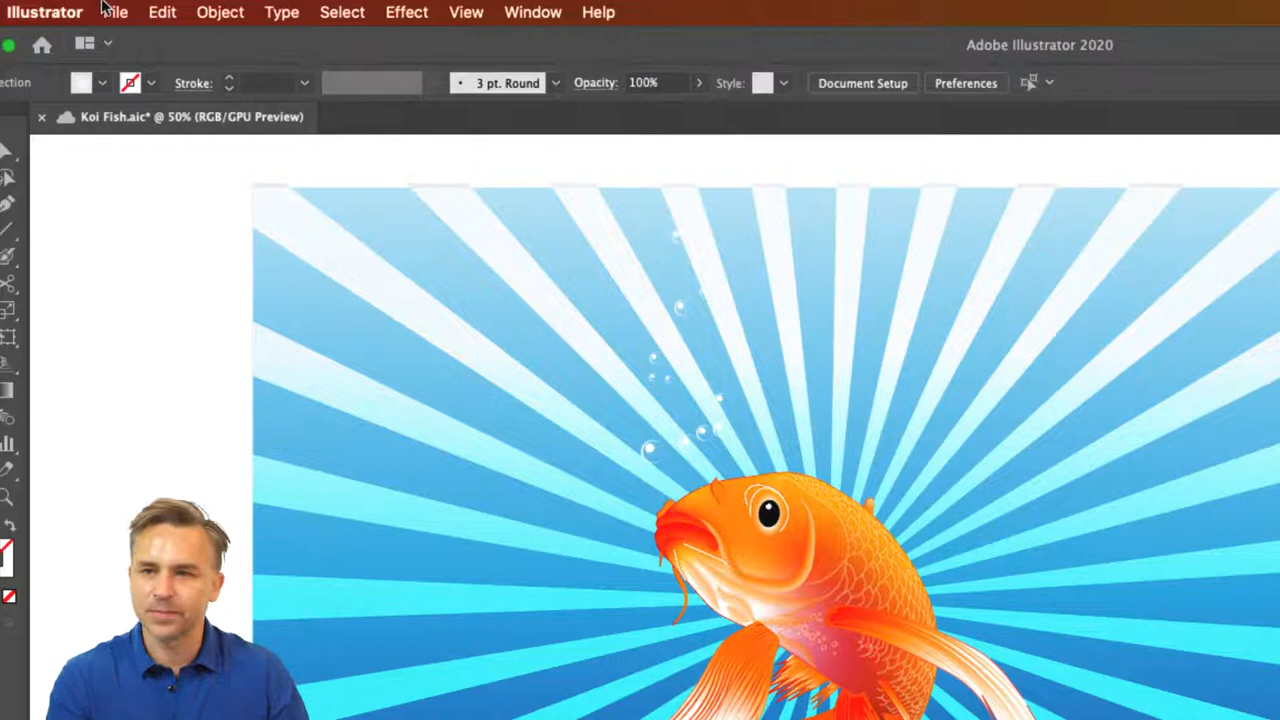 Illustrator File Edit Object Type Select Effect View Window Help
Adobe Illustrator 2020
ection Stroke: 3 pt. Round Opacity: 100% Style: Document Setup Preferences
Koi Fish.aic* @ 50% (RGB/GPU Preview)